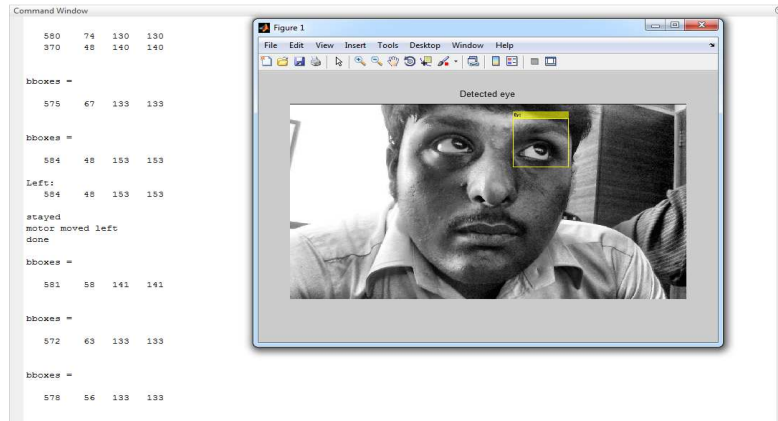 Command Window
580 74 130 130
370 48 140 140
bboxes =
575 67 133 133
bboxes =
584 48 153 153
Left:
584 48 153 153
stayed
motor moved left
done
bboxes =
581 58 141 141
bboxes =
572 63 133 133
bboxes =
578 56 133 133
Figure 1
File Edit View Insert Tools Desktop Window Help
Detected eye